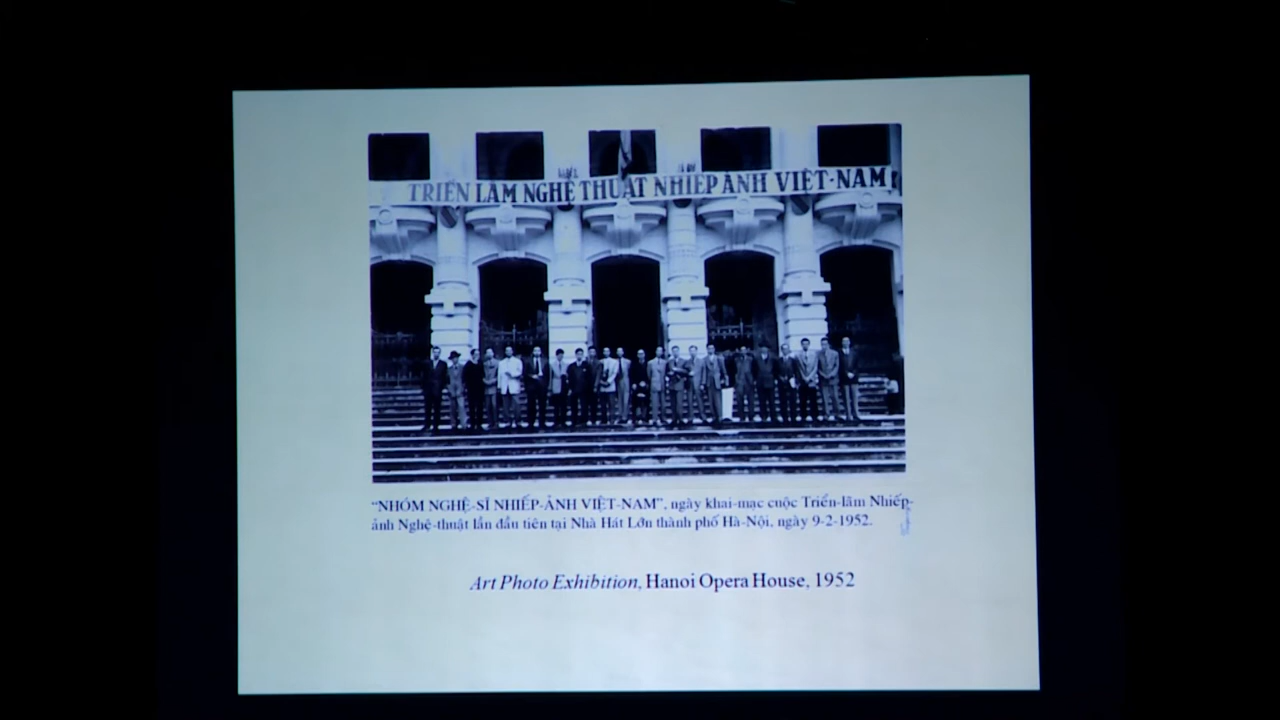 TRIỂN LÃM NGHỆ THUẬT NHIẾP ẢNH VIỆT-NAM
“NHÓM NGHỆ-SĨ NHIẾP-ẢNH VIỆT-NAM”, ngày khai-mạc cuộc Triển-lãm Nhiếp-
ảnh Nghệ-thuật lần đầu tiên tại Nhà Hát Lớn thành phố Hà-Nội, ngày 9-2-1952.
Art Photo Exhibition, Hanoi Opera House, 1952